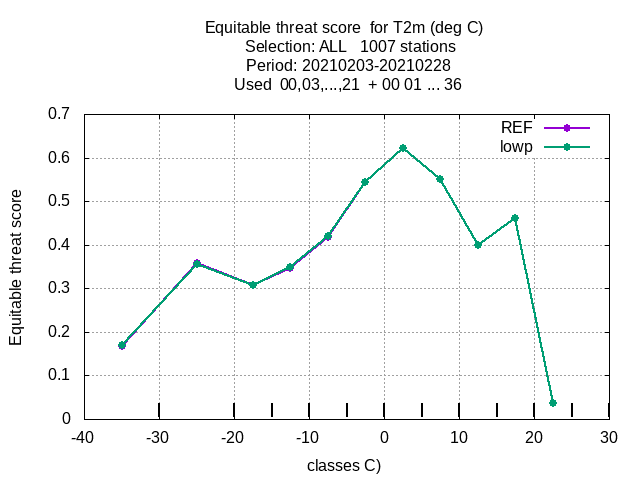 Equitable threat score  for T2m (deg C)
Selection: ALL   1007 stations
Period: 20210203-20210228
Used  00,03,...,21  + 00 01 ... 36
REF
lowp
Equitable threat score
0.7
0.6
0.5
0.4
0.3
0.2
0.1
0
-40 -30 -20 -10 0 10 20 30
classes C)